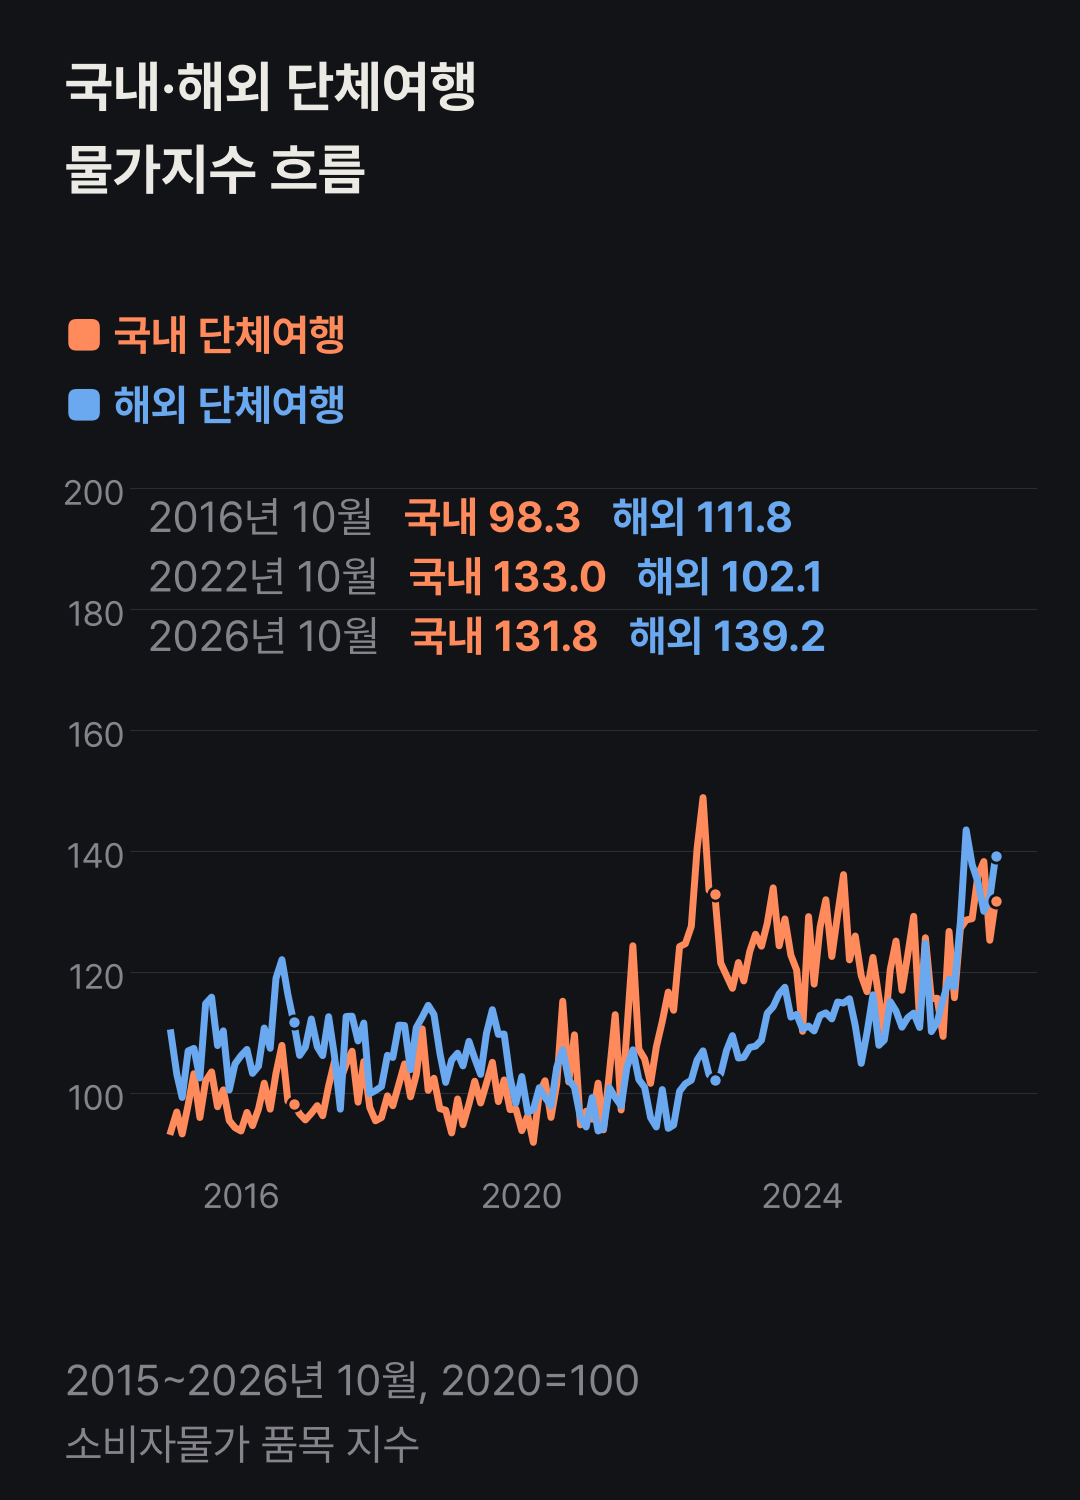 국내·해외 단체여행
물가지수 흐름
국내 단체여행
해외 단체여행
200
2016년 10월 국내 98.3 해외 111.8
2022년 10월 국내 133.0 해외 102.1
180
2026년 10월 국내 131.8 해외 139.2
160
140
120
100
2016 2020 2024
2015~2026년 10월, 2020=100
소비자물가 품목 지수